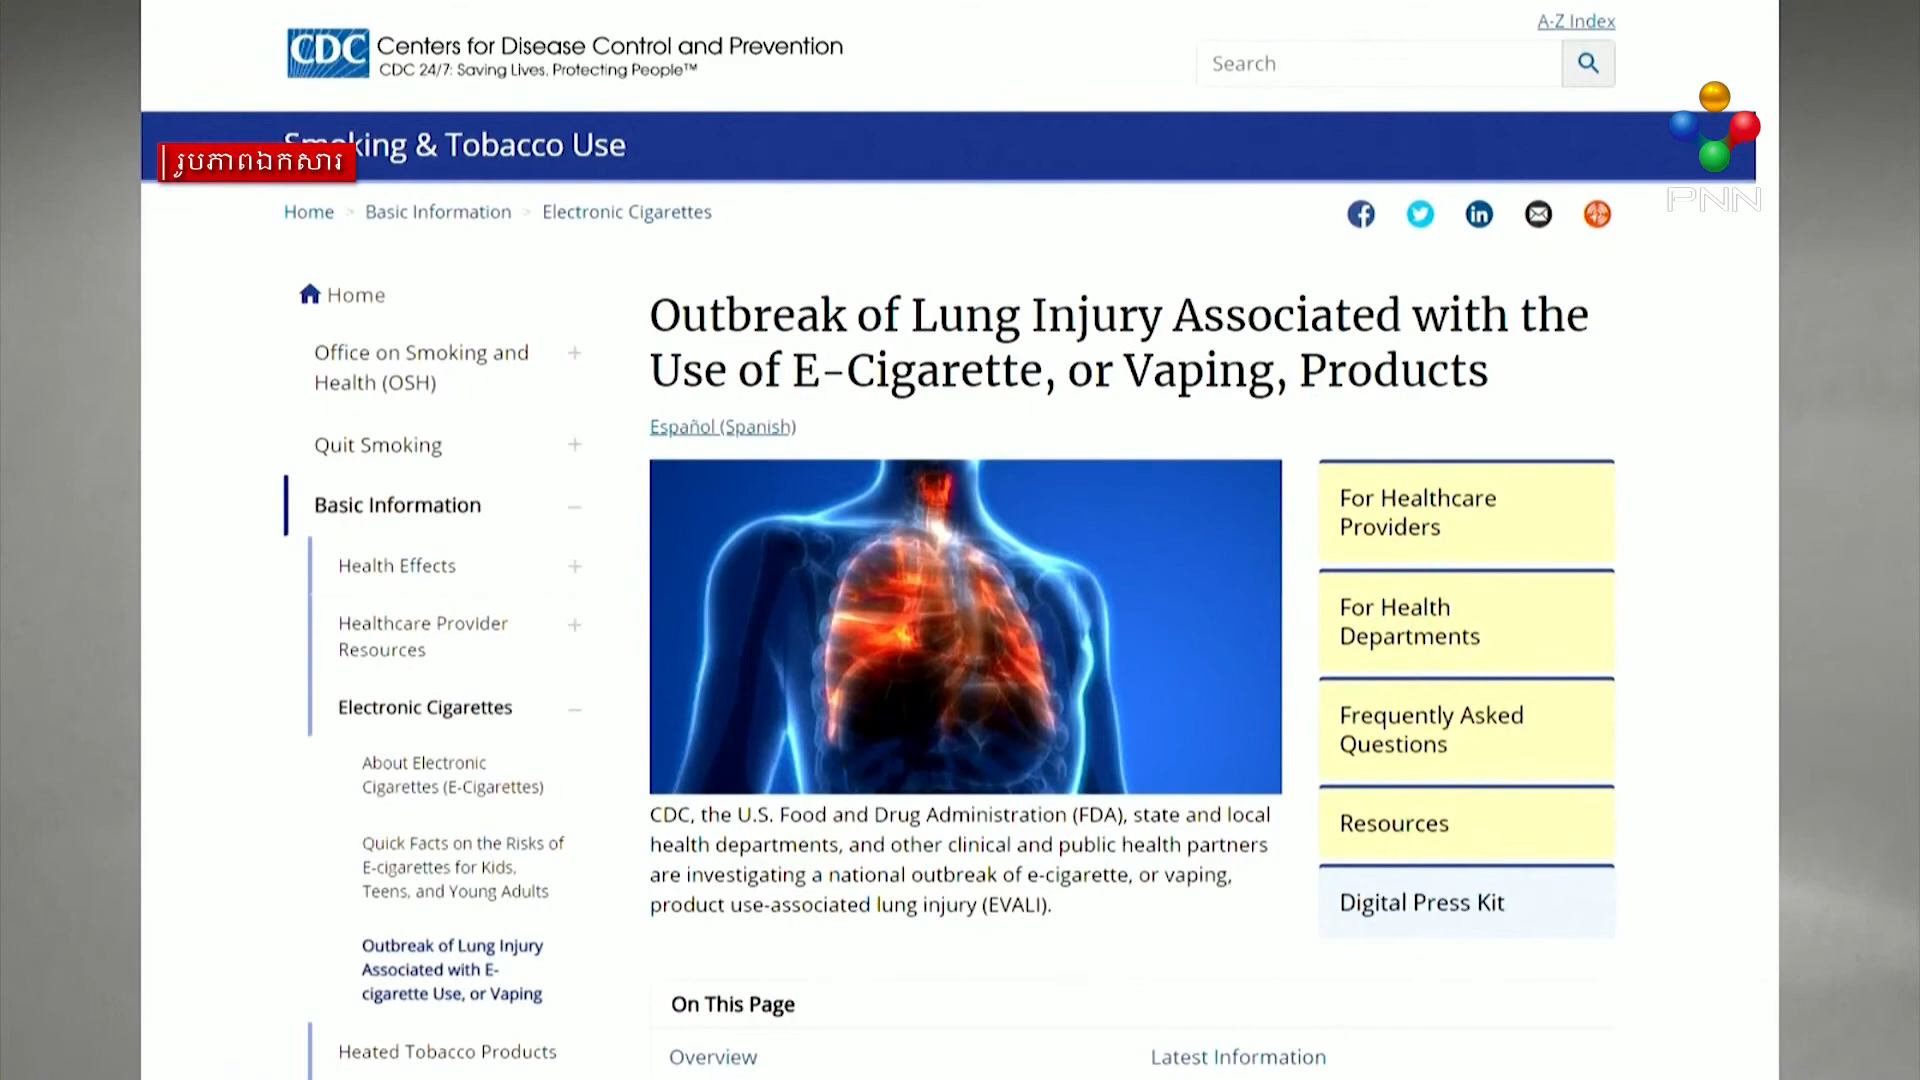 A-Z Index
CDC
Centers for Disease Control and Prevention
CDC 24/7: Saving Lives. Protecting People™
Search
Smoking & Tobacco Use
រូបភាពឯកសារ
PNN
Home > Basic Information > Electronic Cigarettes
Home
Office on Smoking and
Health (OSH)
Quit Smoking
Basic Information
Health Effects
Healthcare Provider
Resources
Electronic Cigarettes
About Electronic
Cigarettes (E-Cigarettes)
Quick Facts on the Risks of
E-cigarettes for Kids,
Teens, and Young Adults
Outbreak of Lung Injury
Associated with E-
cigarette Use, or Vaping
Heated Tobacco Products
Outbreak of Lung Injury Associated with the
Use of E-Cigarette, or Vaping, Products
Español (Spanish)
CDC, the U.S. Food and Drug Administration (FDA), state and local
health departments, and other clinical and public health partners
are investigating a national outbreak of e-cigarette, or vaping,
product use-associated lung injury (EVALI).
For Healthcare
Providers
For Health
Departments
Frequently Asked
Questions
Resources
Digital Press Kit
On This Page
Overview
Latest Information